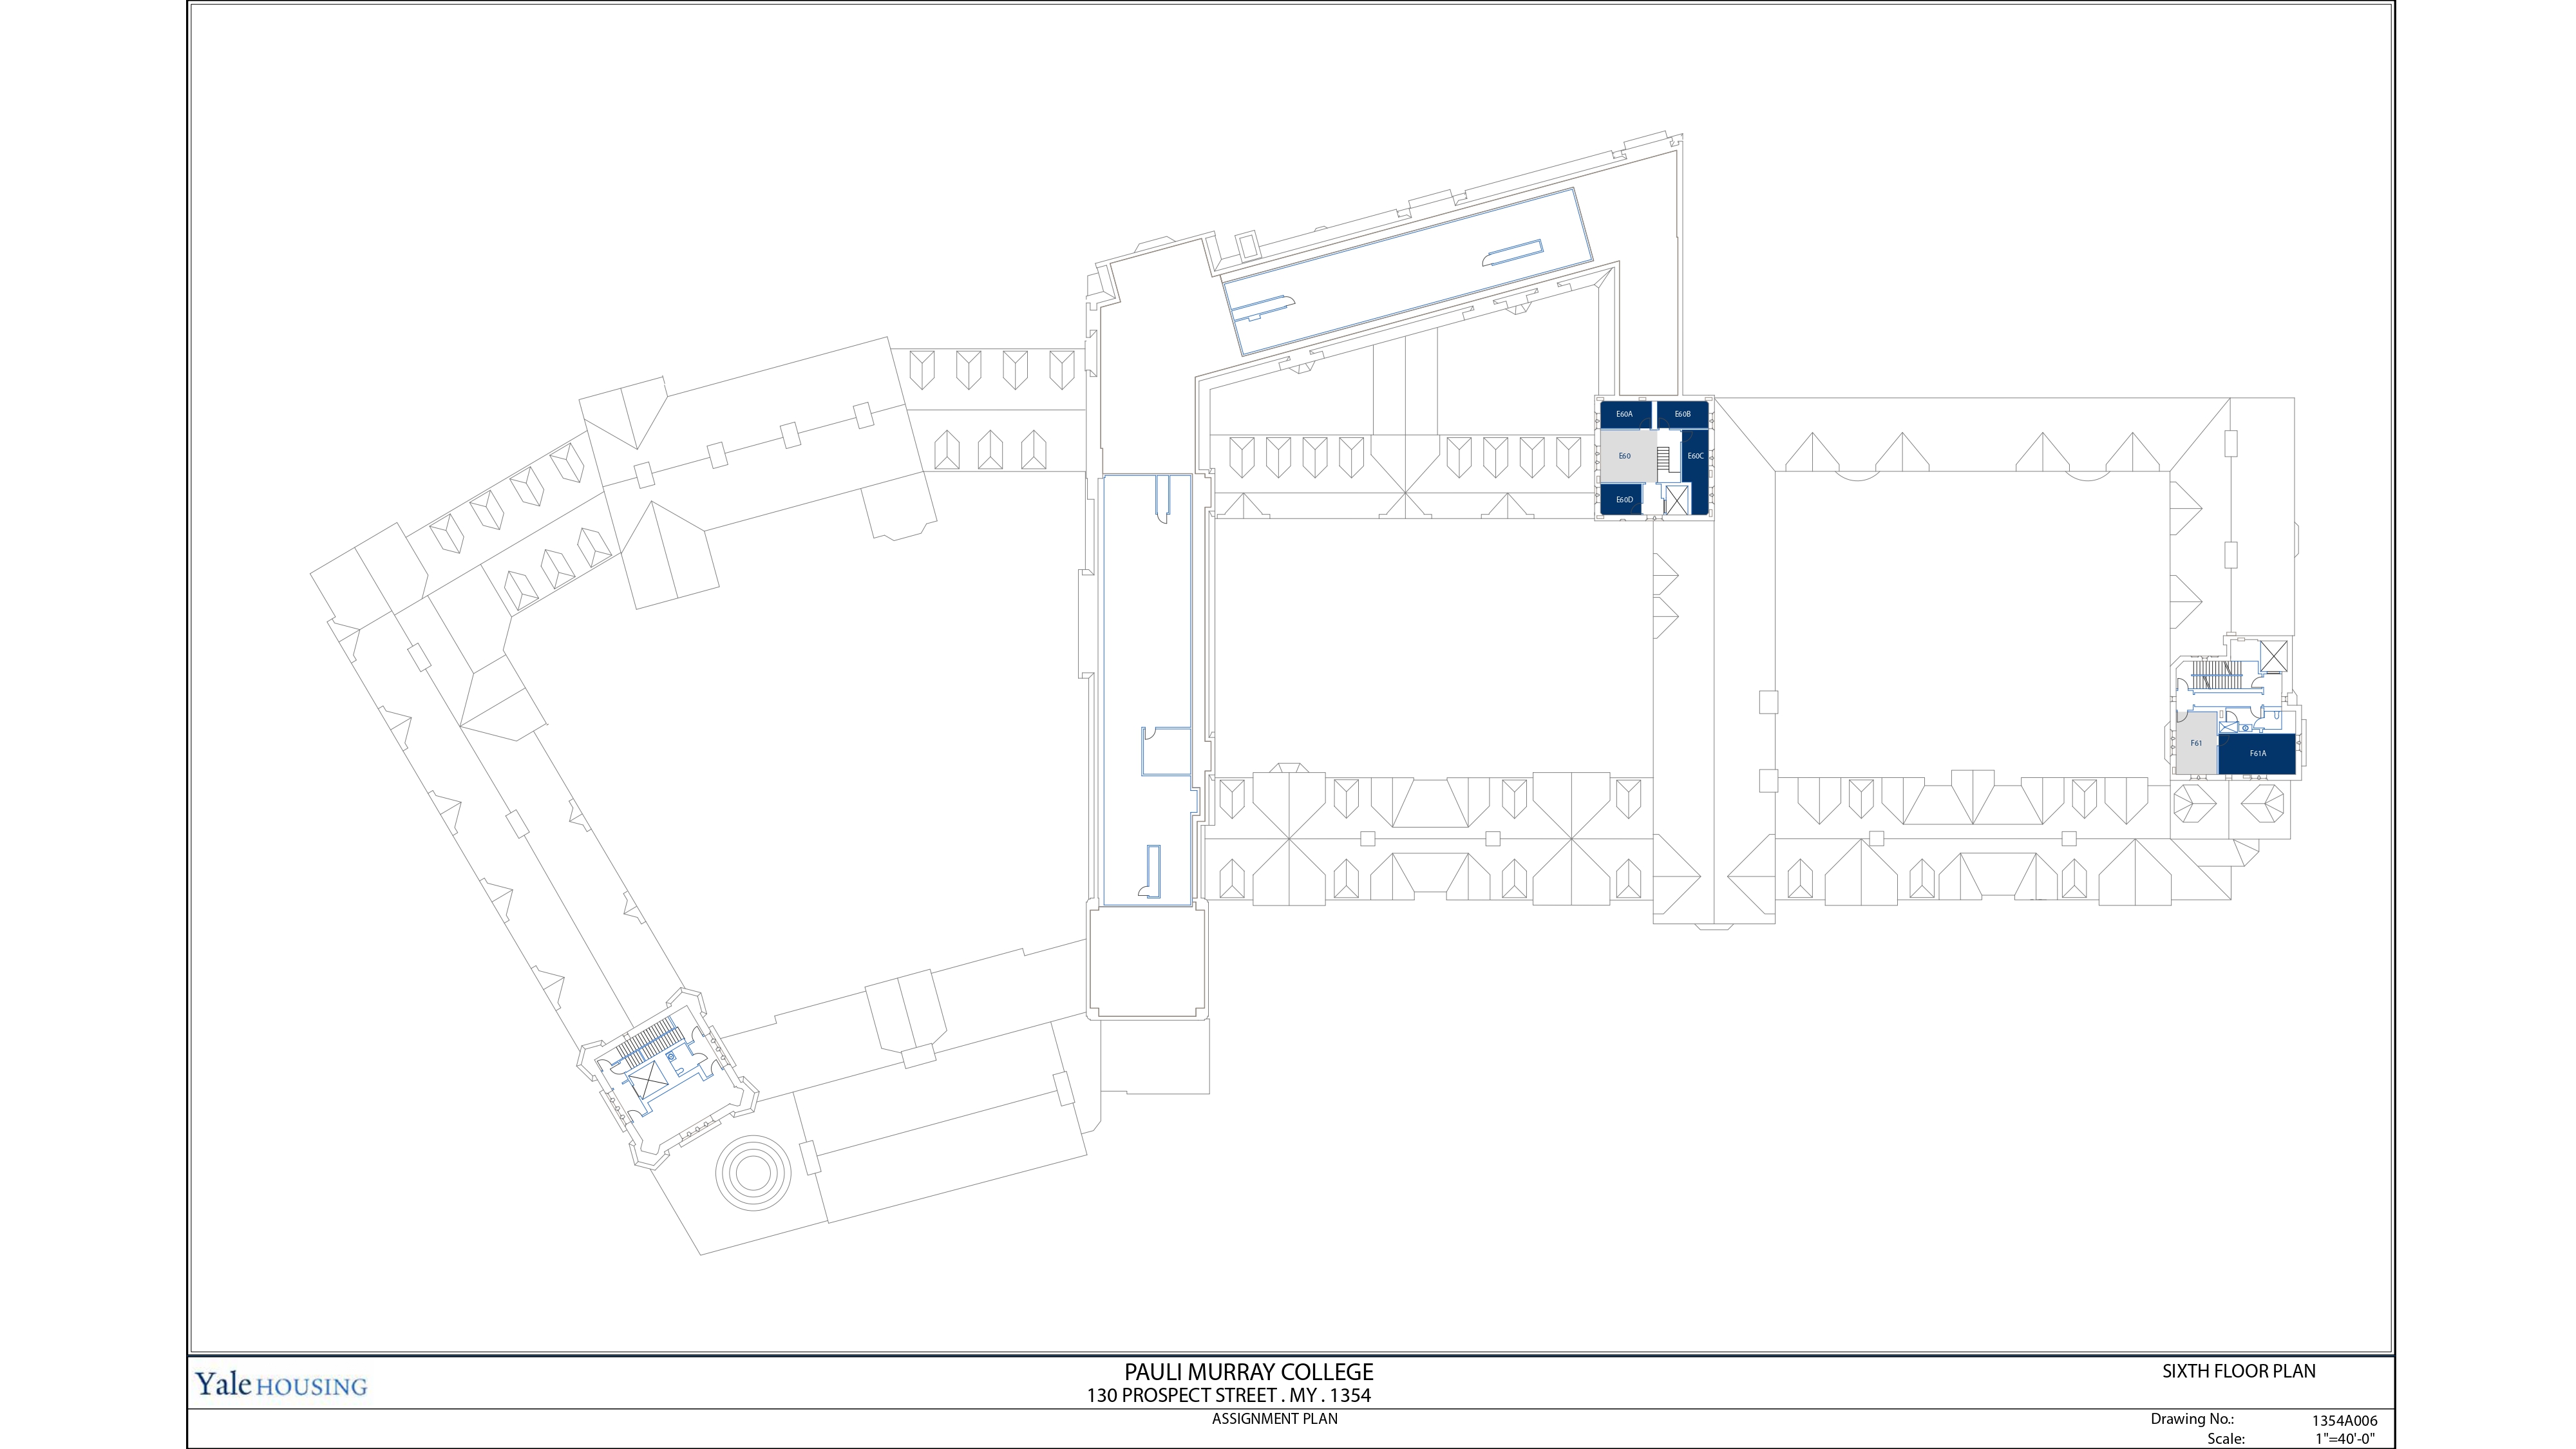 E60A
E60B
E60
E60C
E60D
F61
F61A
Yale HOUSING
PAULI MURRAY COLLEGE
130 PROSPECT STREET . MY . 1354
ASSIGNMENT PLAN
SIXTH FLOOR PLAN
Drawing No.: 1354A006
Scale: 1"=40'-0"